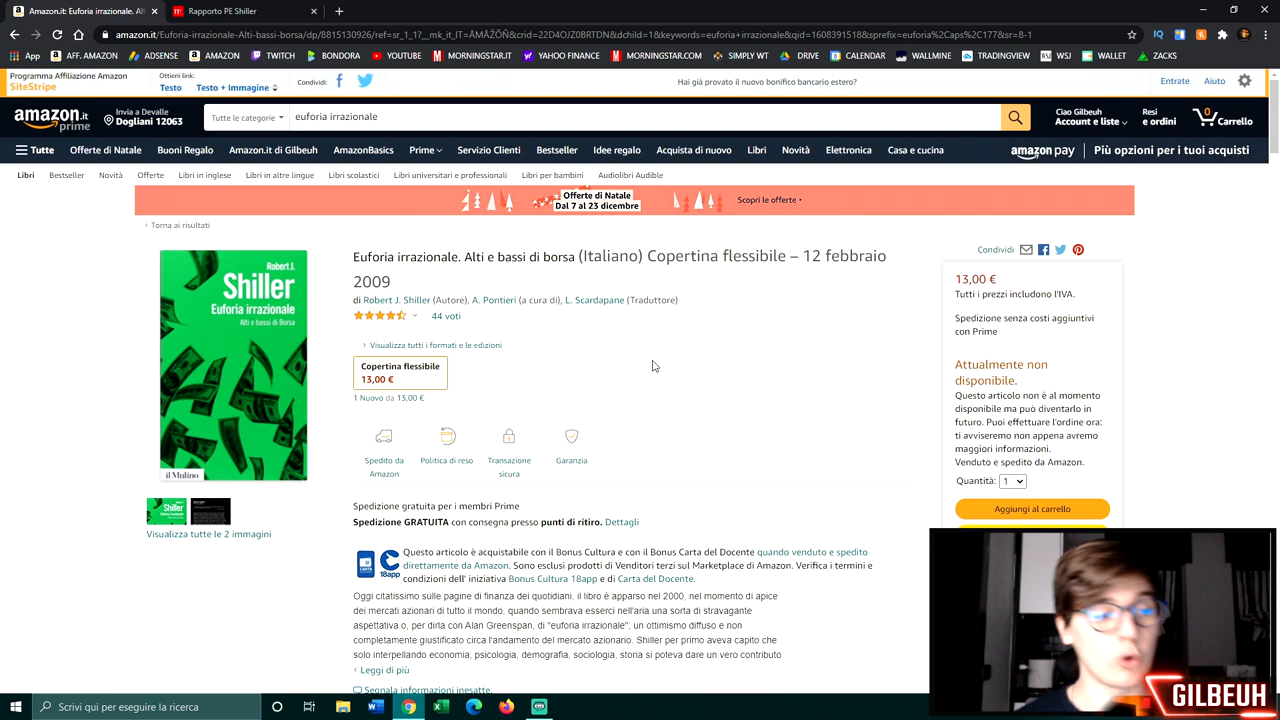 Rapporto PE Shiller
amazon.it/Euforia-irrazionale-Alti-bassi-borsa/dp/8815130926/ref=sr_1_1?__mk_it_IT=ÅMÅŽÕÑ&crid=22D4OJZ0BRTDN&dchild=1&keywords=euforia+irrazionale&qid=1608391518&sprefix=euforia%2Caps%2C177&sr=8-1
App
AFF. AMAZON
ADSENSE
TWITCH
BONDORA
YOUTUBE
MORNINGSTAR.IT
YAHOO FINANCE
MORNINGSTAR.COM
SIMPLY WT
DRIVE
CALENDAR
WALLMINE
TRADINGVIEW
WSJ
WALLET
ZACKS
Programma Affiliazione Amazon
SiteStripe
Ottieni link:
Testo
Testo + Immagine
Condividi:
Hai già provato il nuovo bonifico bancario estero?
Entrate
Aiuto
amazon.it
prime
Invia a Devalle
Dogliani 12063
Tutte le categorie
euforia irrazionale
Ciao Gilbeuh
Account e liste
Resi
e ordini
0
Carrello
Tutte
Offerte di Natale
Buoni Regalo
Amazon.it di Gilbeuh
AmazonBasics
Prime
Servizio Clienti
Bestseller
Idee regalo
Acquista di nuovo
Libri
Novità
Elettronica
Casa e cucina
amazon pay
Più opzioni per i tuoi acquisti
Libri
Bestseller
Novità
Offerte
Libri in inglese
Libri in altre lingue
Libri scolastici
Libri universitari e professionali
Libri per bambini
Audiolibri Audible
Offerte di Natale
Dal 7 al 23 dicembre
Scopri le offerte
‹ Torna ai risultati
Robert J.
Shiller
Euforia irrazionale
Alti e bassi di Borsa
il Mulino
Visualizza tutte le 2 immagini
Euforia irrazionale. Alti e bassi di borsa (Italiano) Copertina flessibile – 12 febbraio
2009
di Robert J. Shiller (Autore), A. Pontieri (a cura di), L. Scardapane (Traduttore)
44 voti
Visualizza tutti i formati e le edizioni
Copertina flessibile
13,00 €
1 Nuovo da 13,00 €
Spedito da
Amazon
Politica di reso
Transazione
sicura
Garanzia
Spedizione gratuita per i membri Prime
Spedizione GRATUITA con consegna presso punti di ritiro. Dettagli
Questo articolo è acquistabile con il Bonus Cultura e con il Bonus Carta del Docente quando venduto e spedito
direttamente da Amazon. Sono esclusi prodotti di Venditori terzi sul Marketplace di Amazon. Verifica i termini e
condizioni dell' iniziativa Bonus Cultura 18app e di Carta del Docente.
Oggi citatissimo sulle pagine di finanza dei quotidiani, il libro è apparso nel 2000, nel momento di apice
dei mercati azionari di tutto il mondo, quando sembrava esserci nell'aria una sorta di stravagante
aspettativa o, per dirla con Alan Greenspan, di "euforia irrazionale"; un ottimismo diffuso e non
completamente giustificato circa l'andamento del mercato azionario. Shiller per primo aveva capito che
solo interpellando economia, psicologia, demografia, sociologia, storia si poteva dare un vero contributo
Leggi di più
Segnala informazioni inesatte.
Condividi
13,00 €
Tutti i prezzi includono l'IVA.
Spedizione senza costi aggiuntivi
con Prime
Attualmente non
disponibile.
Questo articolo non è al momento
disponibile ma può diventarlo in
futuro. Puoi effettuare l'ordine ora:
ti avviseremo non appena avremo
maggiori informazioni.
Venduto e spedito da Amazon.
Quantità: 1
Aggiungi al carrello
GILBEUH
Scrivi qui per eseguire la ricerca